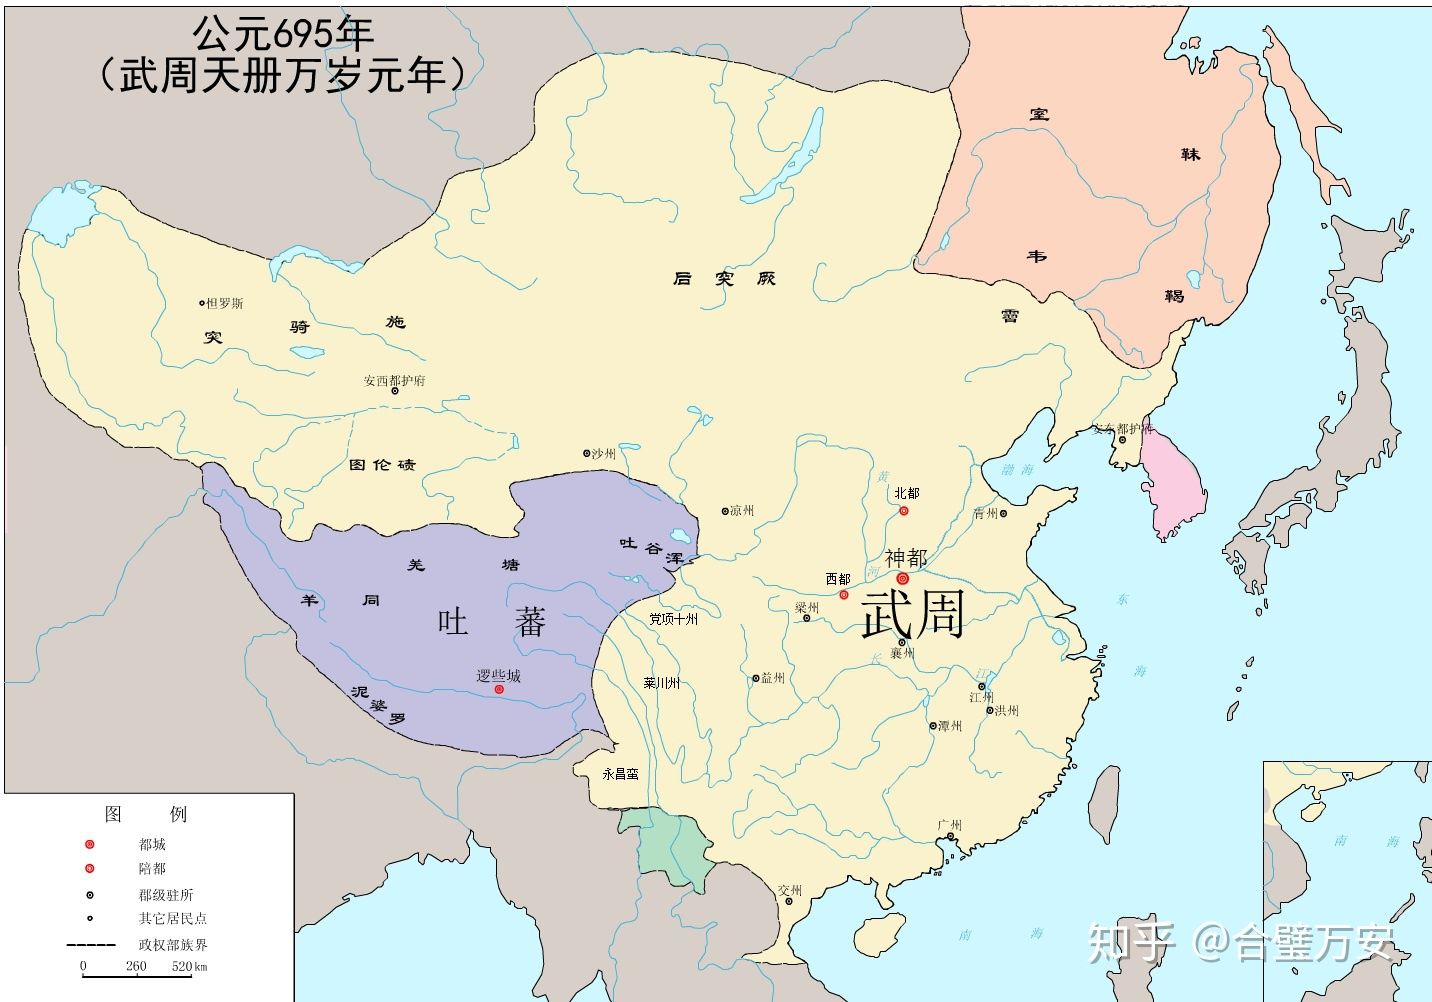 公元695年
（武周天册万岁元年）
室
靺
韦
鞨
后突厥
霫
怛罗斯
突骑施
安西都护府
安东都护府
图伦碛
沙州
渤海
黄
北都
凉州
青州
吐谷浑
神都
羌塘
河
西都
羊同
东
海
吐蕃
党项十州
梁州
武周
襄州
长
江
逻些城
莱川州
益州
江州
洪州
泥婆罗
潭州
永昌蛮
广州
交州
南海
南海
图例
都城
陪都
郡级驻所
其它居民点
政权部族界
0 260 520km
知乎 @合璧万安